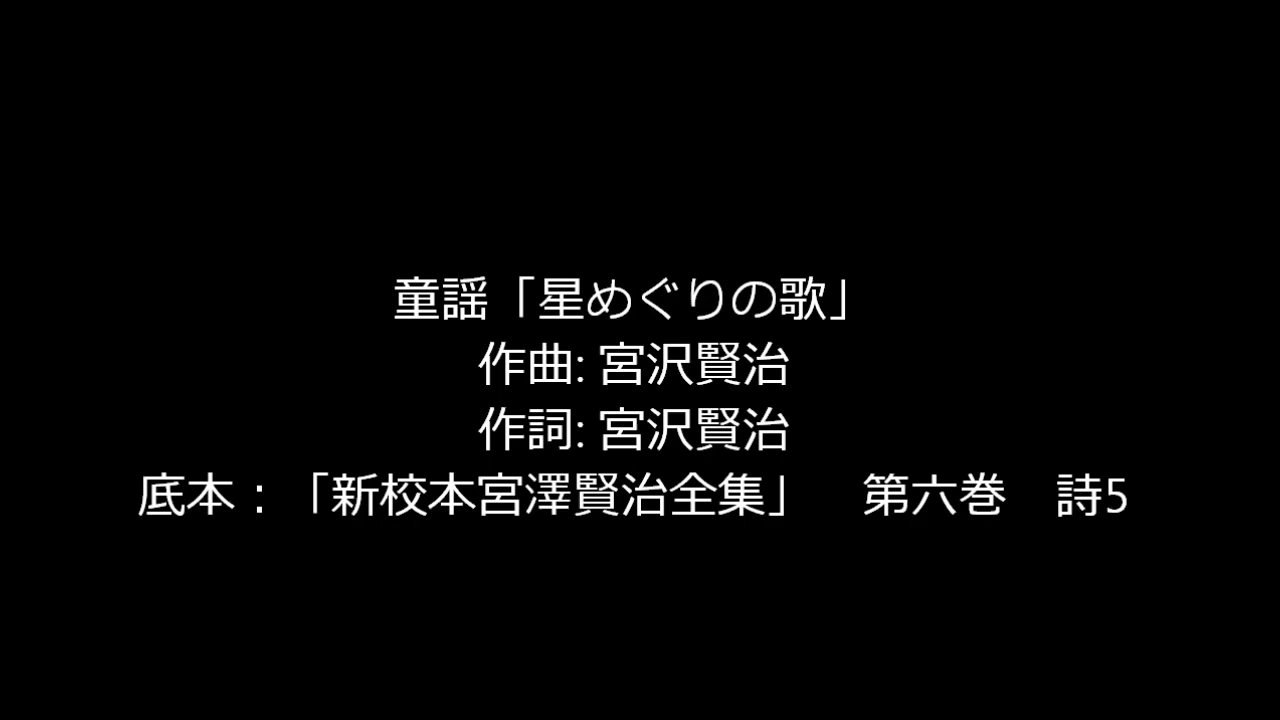 童謡「星めぐりの歌」
作曲: 宮沢賢治
作詞: 宮沢賢治
底本：「新校本宮澤賢治全集」　第六巻　詩5